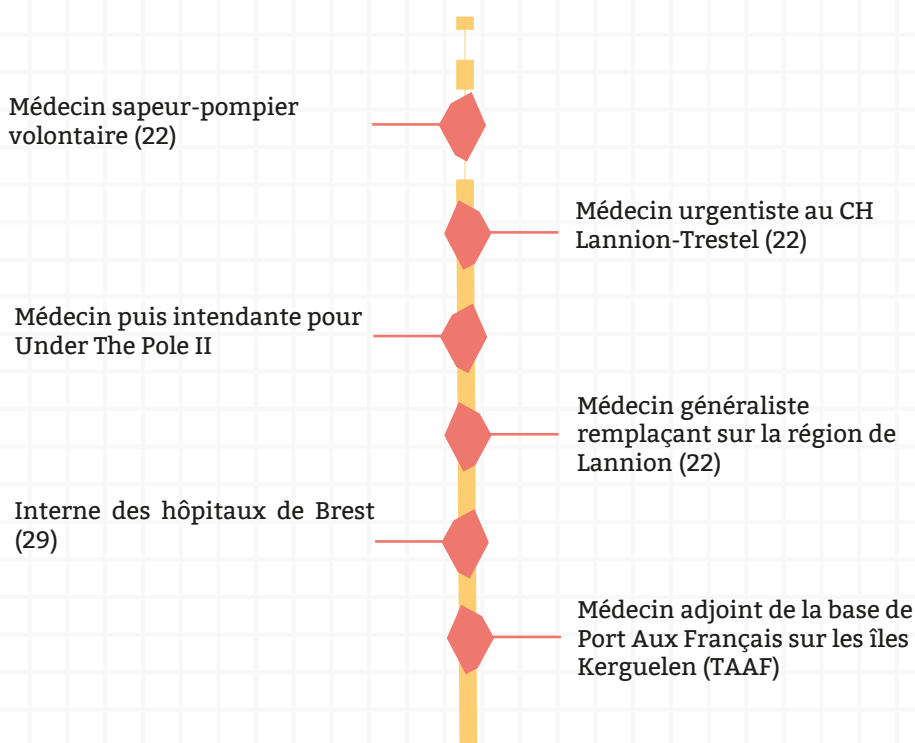 Médecin sapeur-pompier
volontaire (22)
Médecin urgentiste au CH
Lannion-Trestel (22)
Médecin puis intendante pour
Under The Pole II
Médecin généraliste
remplaçant sur la région de
Lannion (22)
Interne des hôpitaux de Brest
(29)
Médecin adjoint de la base de
Port Aux Français sur les îles
Kerguelen (TAAF)